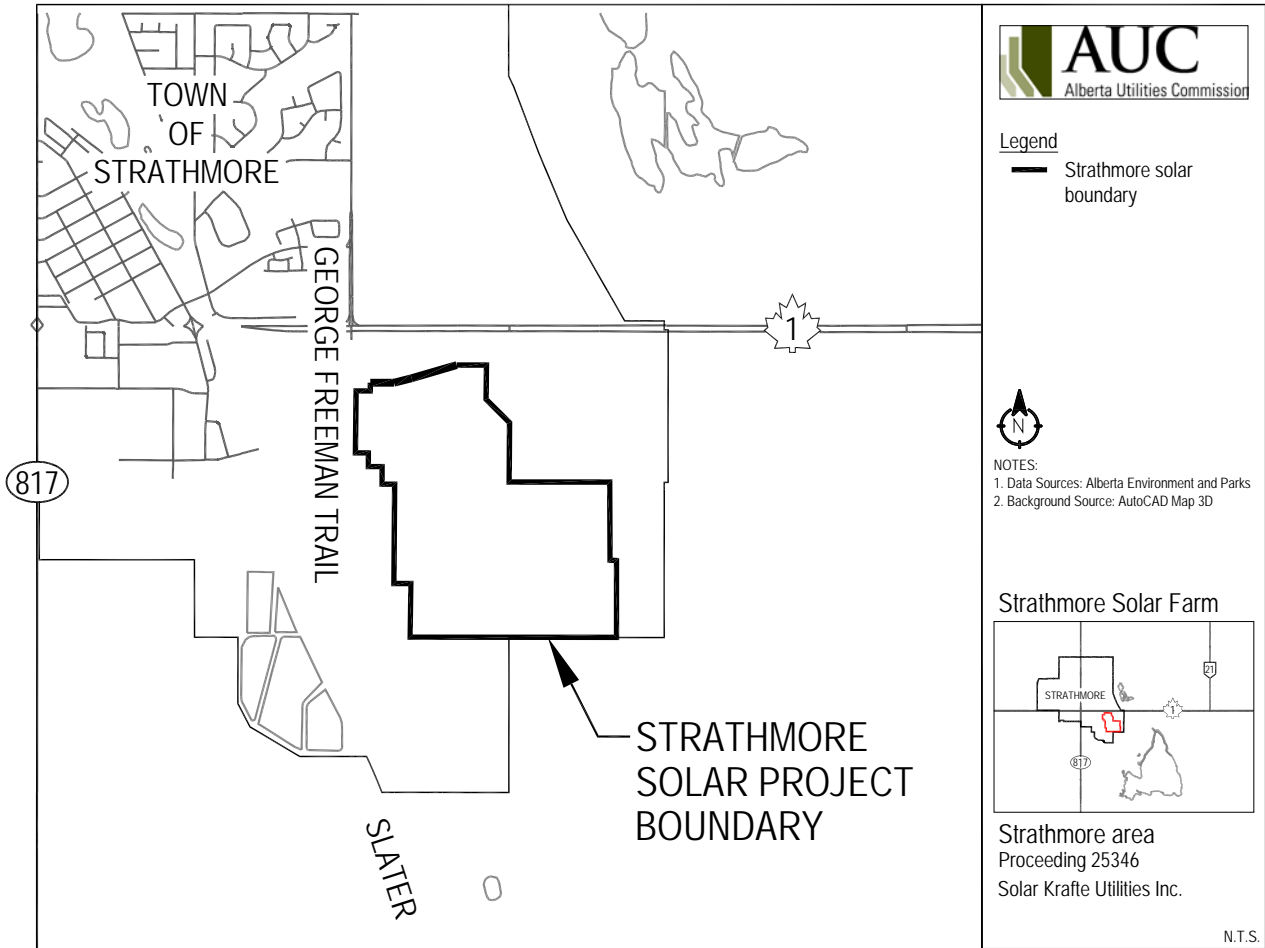 TOWN
OF
STRATHMORE
GEORGE FREEMAN TRAIL
1
817
STRATHMORE
SOLAR PROJECT
BOUNDARY
SLATER
AUC
Alberta Utilities Commission
Legend
Strathmore solar
boundary
N
NOTES:
1. Data Sources: Alberta Environment and Parks
2. Background Source: AutoCAD Map 3D
Strathmore Solar Farm
21
STRATHMORE
1
817
Strathmore area
Proceeding 25346
Solar Krafte Utilities Inc.
N.T.S.